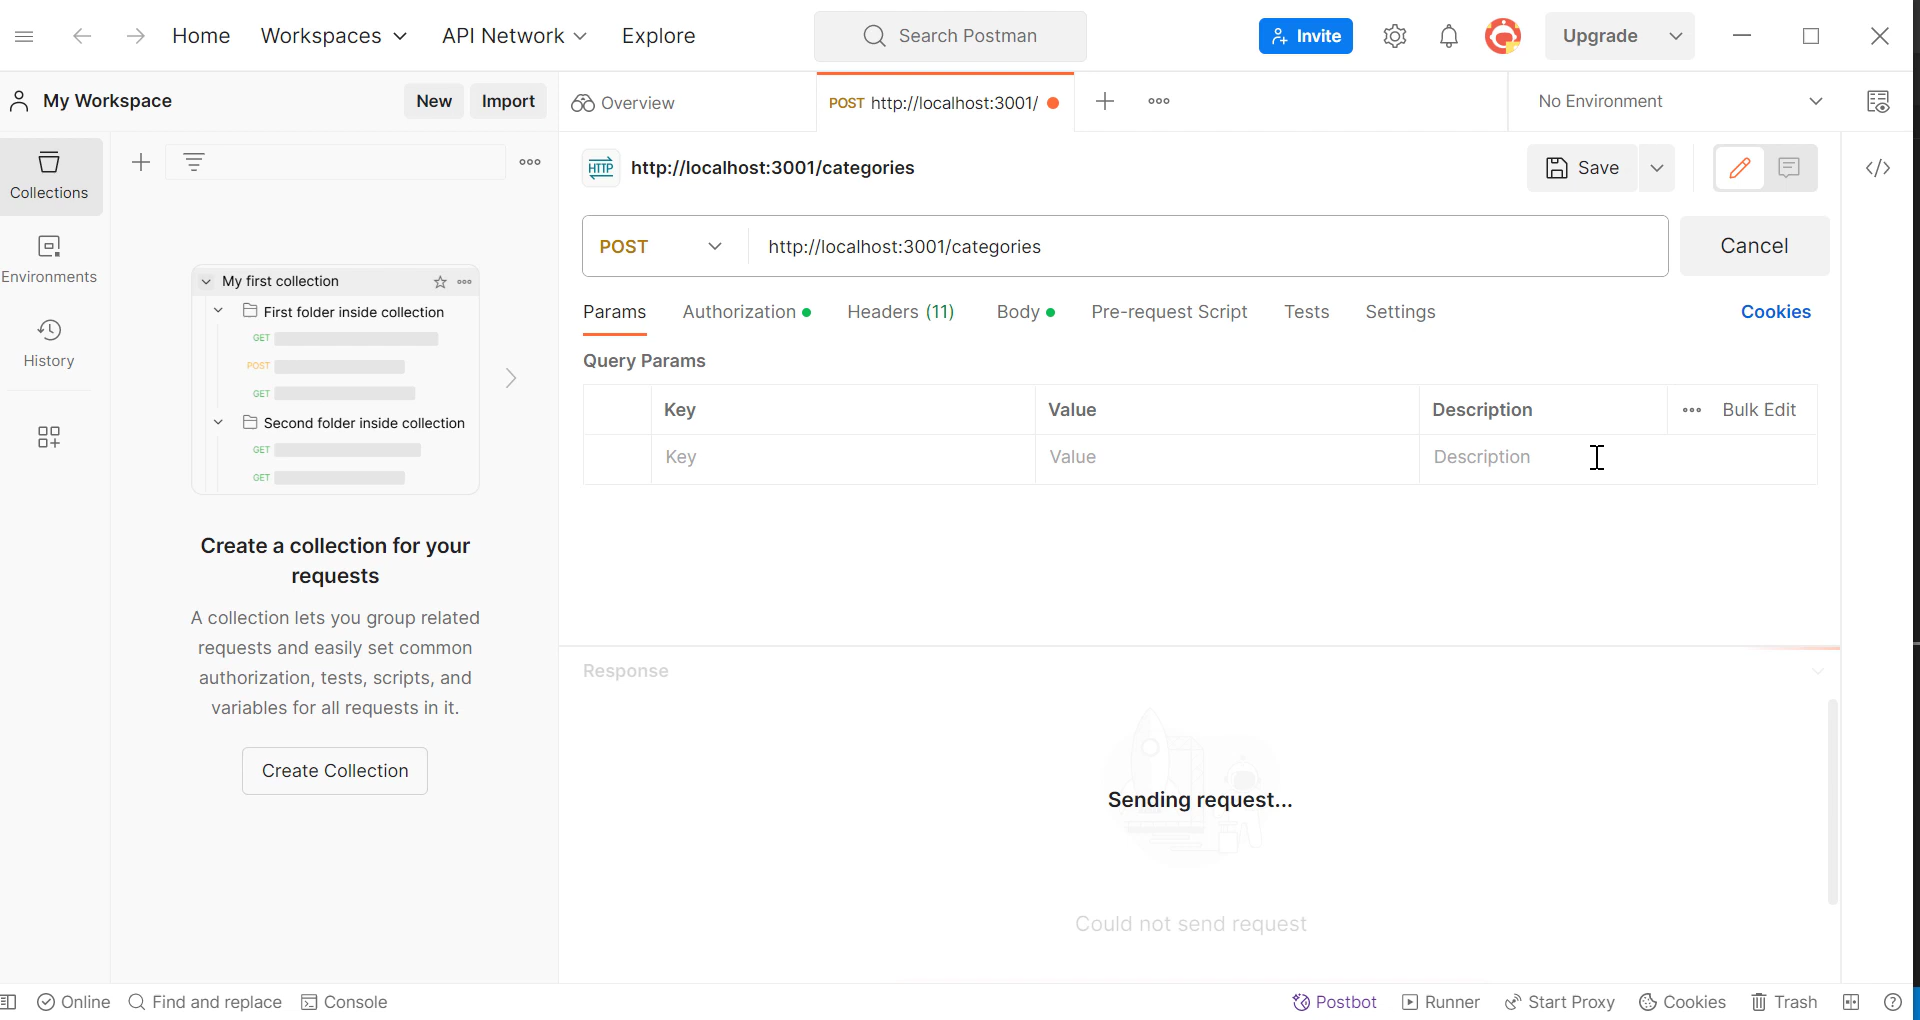 Home Workspaces API Network Explore Search Postman Invite Upgrade
My Workspace New Import Overview POST http://localhost:3001/ No Environment
Collections
HTTP http://localhost:3001/categories Save
POST http://localhost:3001/categories Cancel
Environments
My first collection
First folder inside collection
GET
POST
GET
Second folder inside collection
GET
GET
History
Params Authorization Headers (11) Body Pre-request Script Tests Settings Cookies
Query Params
Key Value Description Bulk Edit
Key Value Description
Create a collection for your
requests
A collection lets you group related
requests and easily set common
authorization, tests, scripts, and
variables for all requests in it.
Create Collection
Response
Sending request...
Could not send request
Online Find and replace Console Postbot Runner Start Proxy Cookies Trash